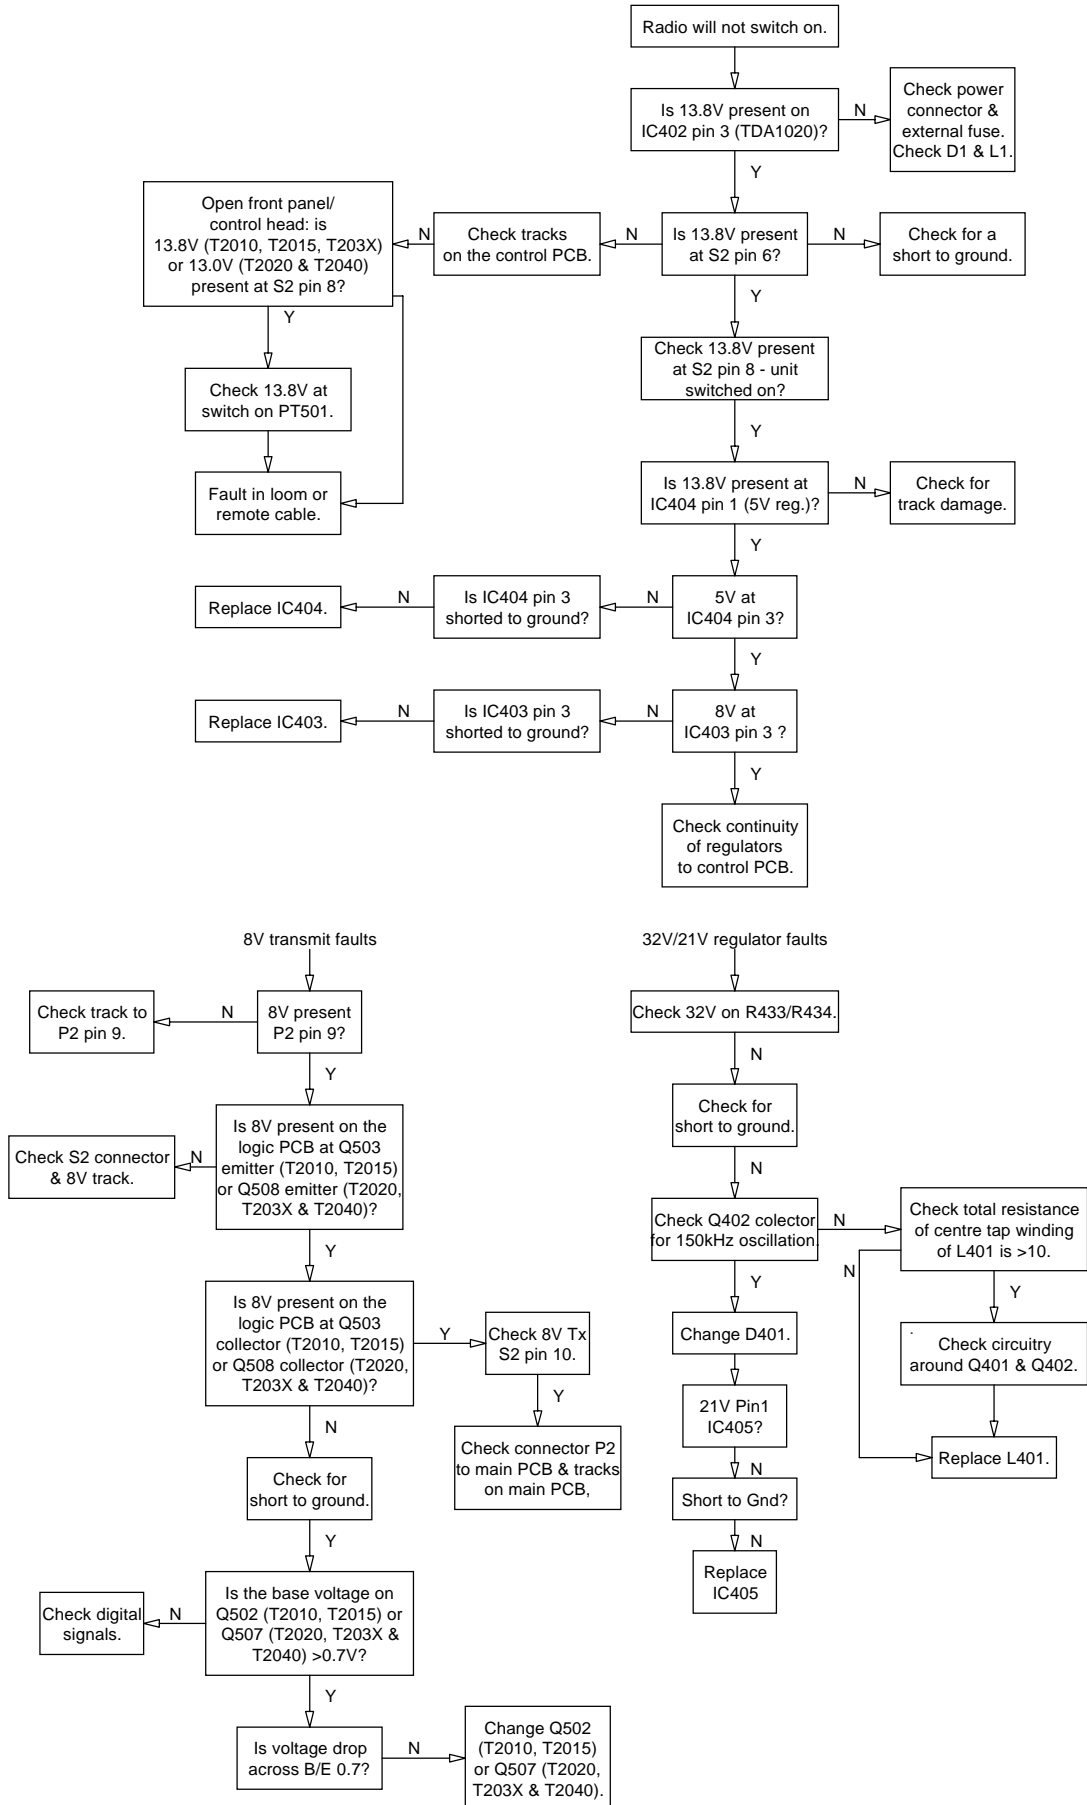 Radio will not switch on.
Is 13.8V present on
IC402 pin 3 (TDA1020)?
N
Check power
connector &
external fuse.
Check D1 & L1.
Y
Open front panel/
control head: is
13.8V (T2010, T2015, T203X)
or 13.0V (T2020 & T2040)
present at S2 pin 8?
N
Check tracks
on the control PCB.
N
Is 13.8V present
at S2 pin 6?
N
Check for a
short to ground.
Y
Y
Check 13.8V at
switch on PT501.
Fault in loom or
remote cable.
Check 13.8V present
at S2 pin 8 - unit
switched on?
Y
Is 13.8V present at
IC404 pin 1 (5V reg.)?
N
Check for
track damage.
Y
Replace IC404.
N
Is IC404 pin 3
shorted to ground?
N
5V at
IC404 pin 3?
Y
Replace IC403.
N
Is IC403 pin 3
shorted to ground?
N
8V at
IC403 pin 3 ?
Y
Check continuity
of regulators
to control PCB.
8V transmit faults
Check track to
P2 pin 9.
N
8V present
P2 pin 9?
Y
Check S2 connector
& 8V track.
N
Is 8V present on the
logic PCB at Q503
emitter (T2010, T2015)
or Q508 emitter (T2020,
T203X & T2040)?
Y
Is 8V present on the
logic PCB at Q503
collector (T2010, T2015)
or Q508 collector (T2020,
T203X & T2040)?
Y
Check 8V Tx
S2 pin 10.
Y
Check connector P2
to main PCB & tracks
on main PCB,
N
Check for
short to ground.
Y
Check digital
signals.
N
Is the base voltage on
Q502 (T2010, T2015) or
Q507 (T2020, T203X &
T2040) >0.7V?
Y
Is voltage drop
across B/E 0.7?
N
Change Q502
(T2010, T2015)
or Q507 (T2020,
T203X & T2040).
32V/21V regulator faults
Check 32V on R433/R434.
N
Check for
short to ground.
N
Check Q402 colector
for 150kHz oscillation.
N
Check total resistance
of centre tap winding
of L401 is >10.
N
Y
.
Check circuitry
around Q401 & Q402.
Replace L401.
Y
Change D401.
21V Pin1
IC405?
N
Short to Gnd?
N
Replace
IC405